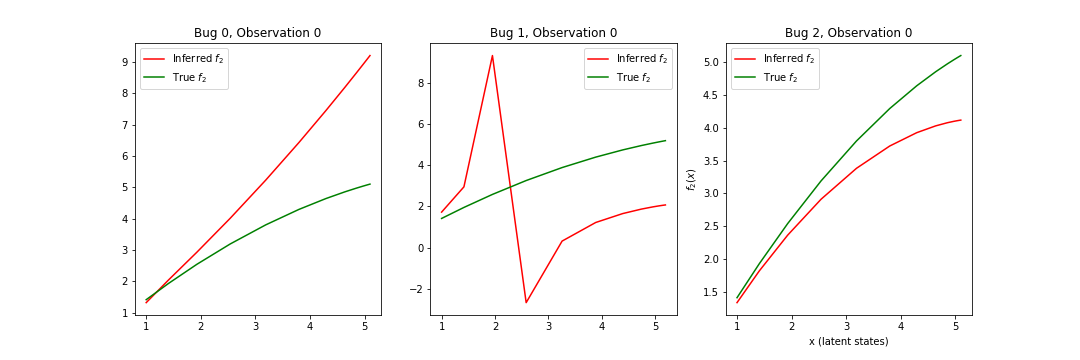 Bug 0, Observation 0
Inferred f₂
True f₂
9
8
7
6
5
4
3
2
1
1 2 3 4 5
Bug 1, Observation 0
Inferred f₂
True f₂
8
6
4
2
0
−2
1 2 3 4 5
Bug 2, Observation 0
Inferred f₂
True f₂
f₂(x)
5.0
4.5
4.0
3.5
3.0
2.5
2.0
1.5
1 2 3 4 5
x (latent states)